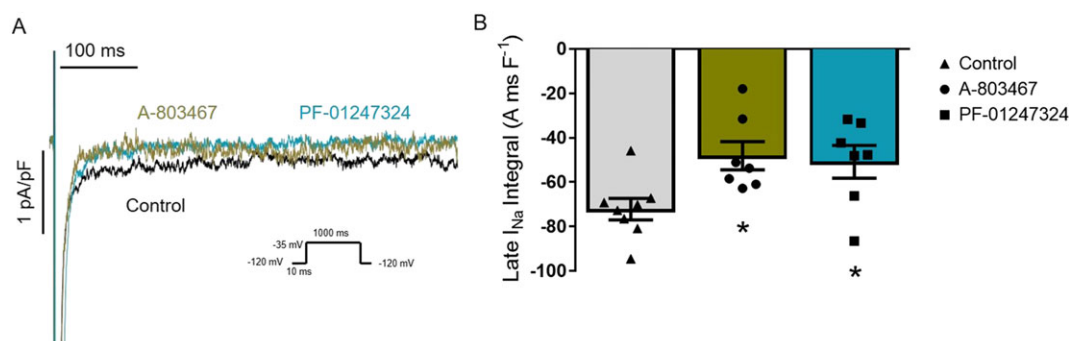 A
100 ms
A-803467
PF-01247324
1 pA/pF
Control
1000 ms
-35 mV
-120 mV
-120 mV
10 ms
B
0
-20
-40
-60
-80
-100
Late I_Na Integral (A ms F⁻¹)
*
*
▲ Control
● A-803467
■ PF-01247324